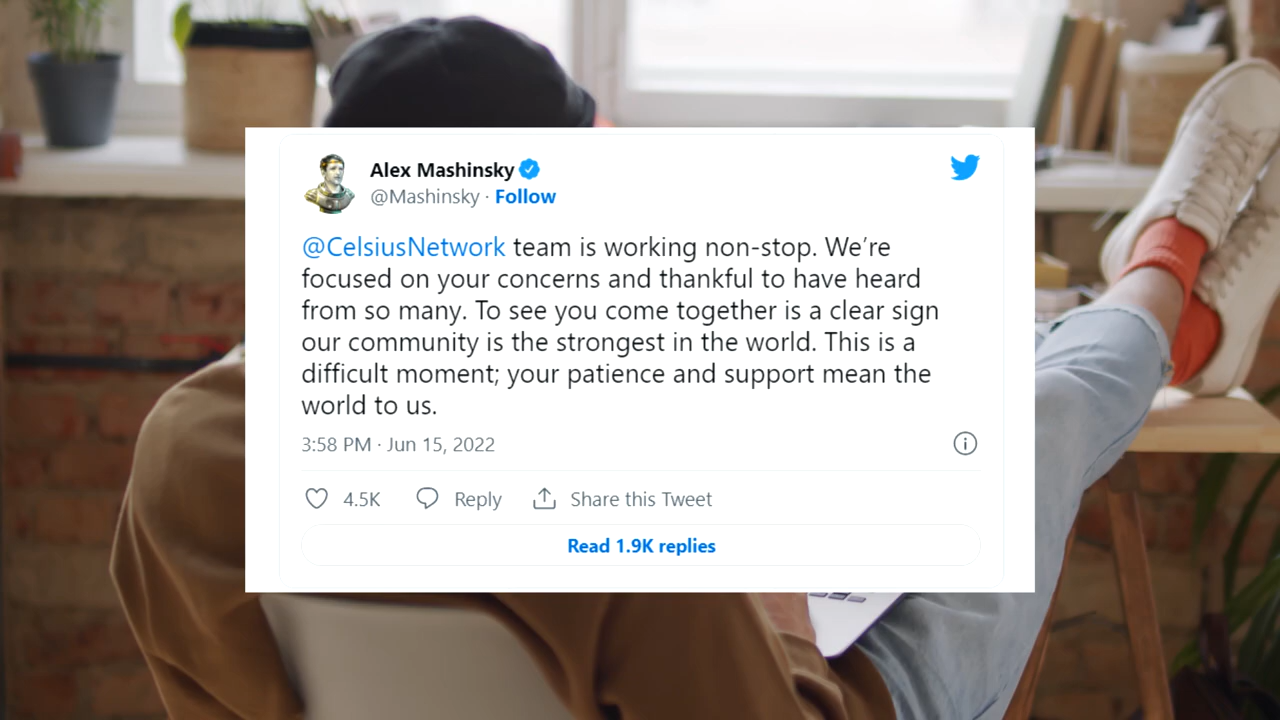 Alex Mashinsky
@Mashinsky · Follow
@CelsiusNetwork team is working non-stop. We’re
focused on your concerns and thankful to have heard
from so many. To see you come together is a clear sign
our community is the strongest in the world. This is a
difficult moment; your patience and support mean the
world to us.
3:58 PM · Jun 15, 2022
4.5K Reply Share this Tweet
Read 1.9K replies